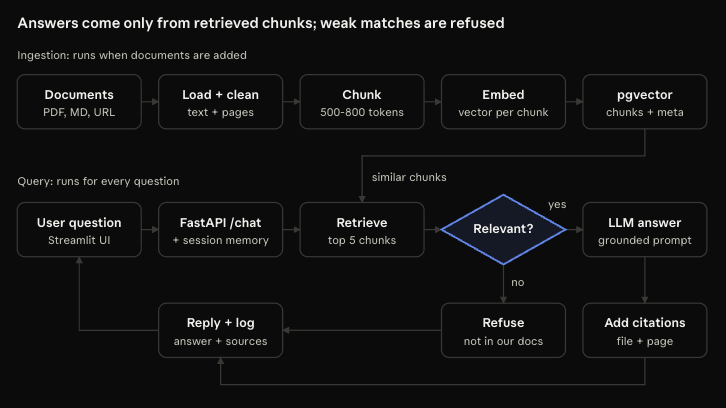 Answers come only from retrieved chunks; weak matches are refused
Ingestion: runs when documents are added
Documents
PDF, MD, URL
Load + clean
text + pages
Chunk
500-800 tokens
Embed
vector per chunk
pgvector
chunks + meta
similar chunks
Query: runs for every question
User question
Streamlit UI
FastAPI /chat
+ session memory
Retrieve
top 5 chunks
Relevant?
yes
LLM answer
grounded prompt
no
Reply + log
answer + sources
Refuse
not in our docs
Add citations
file + page